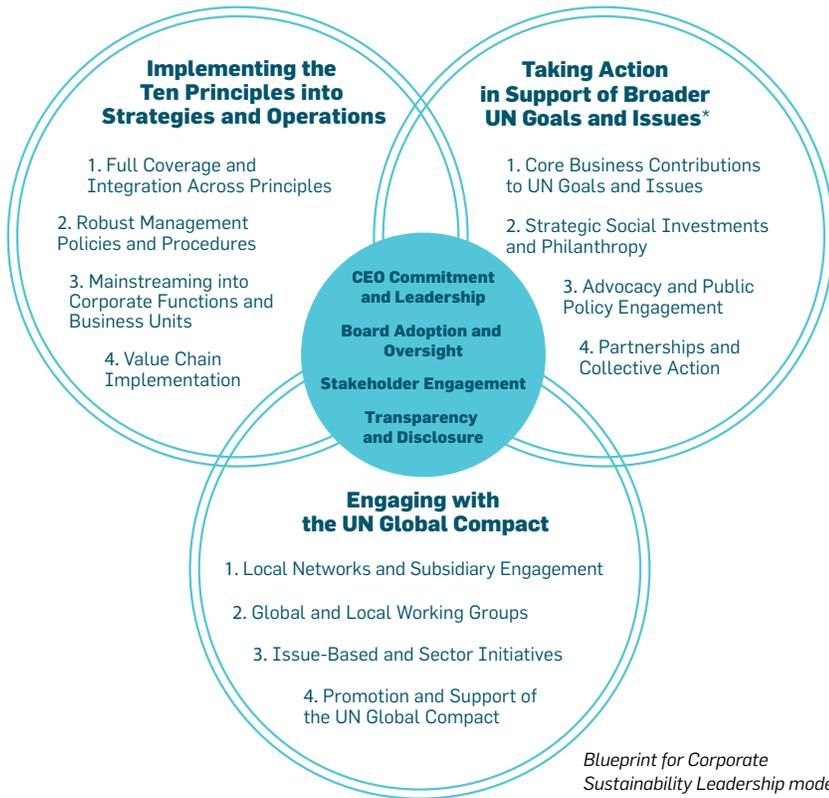 Implementing the
Ten Principles into
Strategies and Operations
1. Full Coverage and
Integration Across Principles
2. Robust Management
Policies and Procedures
3. Mainstreaming into
Corporate Functions and
Business Units
4. Value Chain
Implementation
Taking Action
in Support of Broader
UN Goals and Issues*
1. Core Business Contributions
to UN Goals and Issues
2. Strategic Social Investments
and Philanthropy
3. Advocacy and Public
Policy Engagement
4. Partnerships and
Collective Action
CEO Commitment
and Leadership
Board Adoption and
Oversight
Stakeholder Engagement
Transparency
and Disclosure
Engaging with
the UN Global Compact
1. Local Networks and Subsidiary Engagement
2. Global and Local Working Groups
3. Issue-Based and Sector Initiatives
4. Promotion and Support of
the UN Global Compact
Blueprint for Corporate
Sustainability Leadership mode